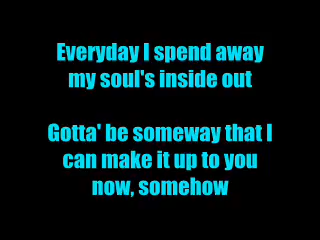 Everyday I spend away
my soul's inside out
Gotta' be someway that I
can make it up to you
now, somehow